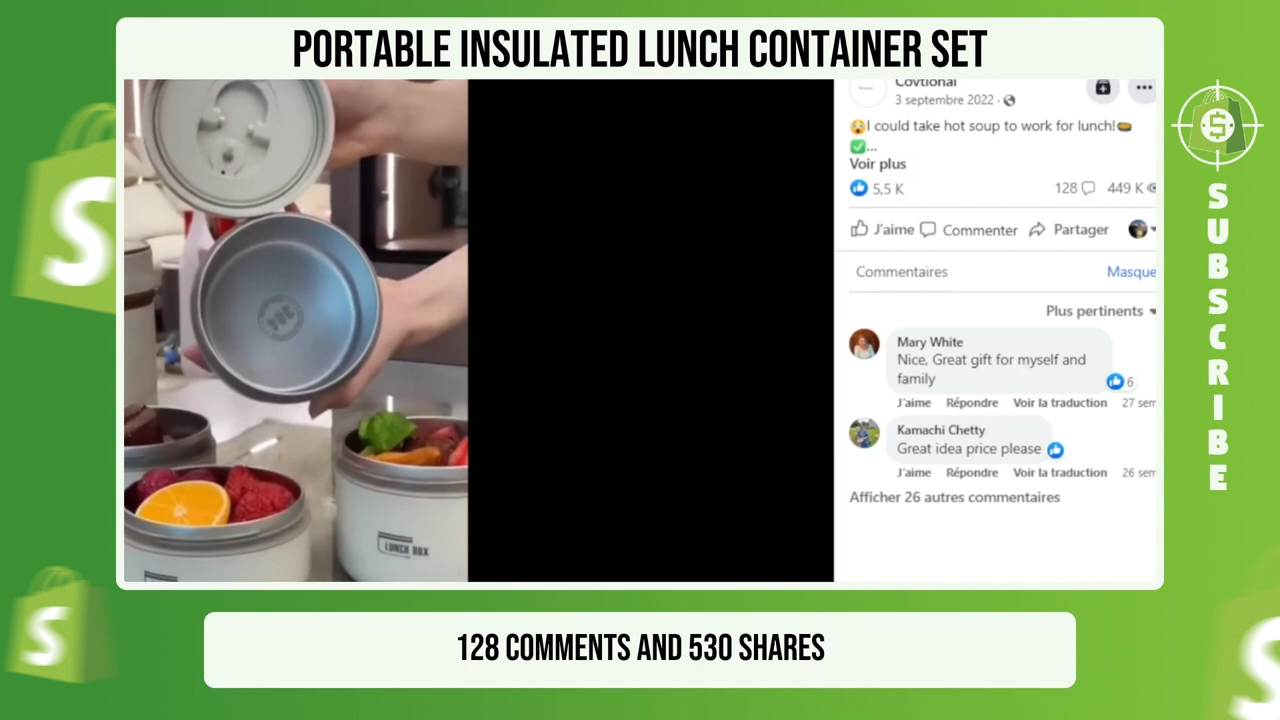 PORTABLE INSULATED LUNCH CONTAINER SET
Covtional
3 septembre 2022 ·
I could take hot soup to work for lunch!
...
Voir plus
5,5 K
128
449 K
J'aime
Commenter
Partager
Commentaires
Masque
Plus pertinents
Mary White
Nice, Great gift for myself and
family
6
J'aime Répondre Voir la traduction 27 sem
Kamachi Chetty
Great idea price please
J'aime Répondre Voir la traduction 26 sem
Afficher 26 autres commentaires
304
LUNCH BOX
S
S
S
$
SUBSCRIBE
128 COMMENTS AND 530 SHARES